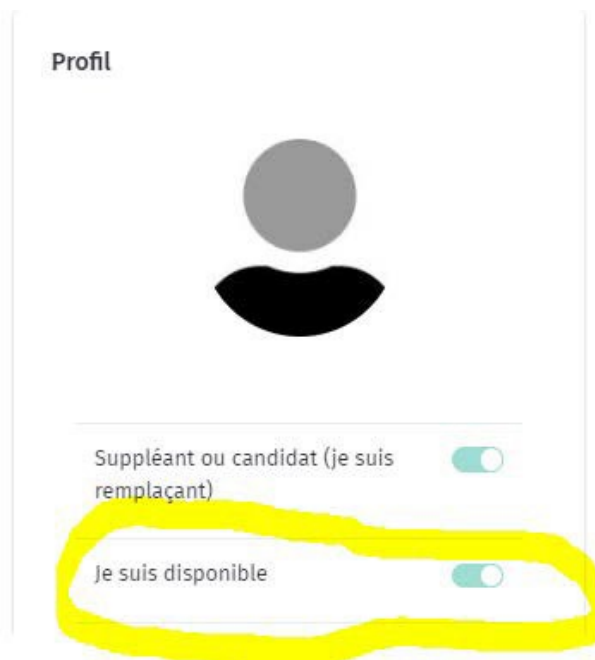 Profil
Suppléant ou candidat (je suis
remplaçant)
Je suis disponible